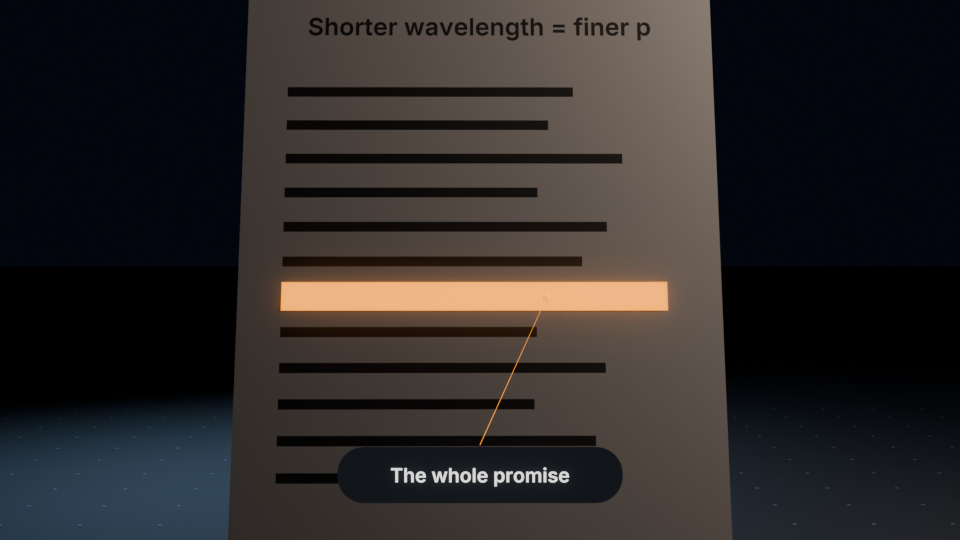 Shorter wavelength = finer p
The whole promise